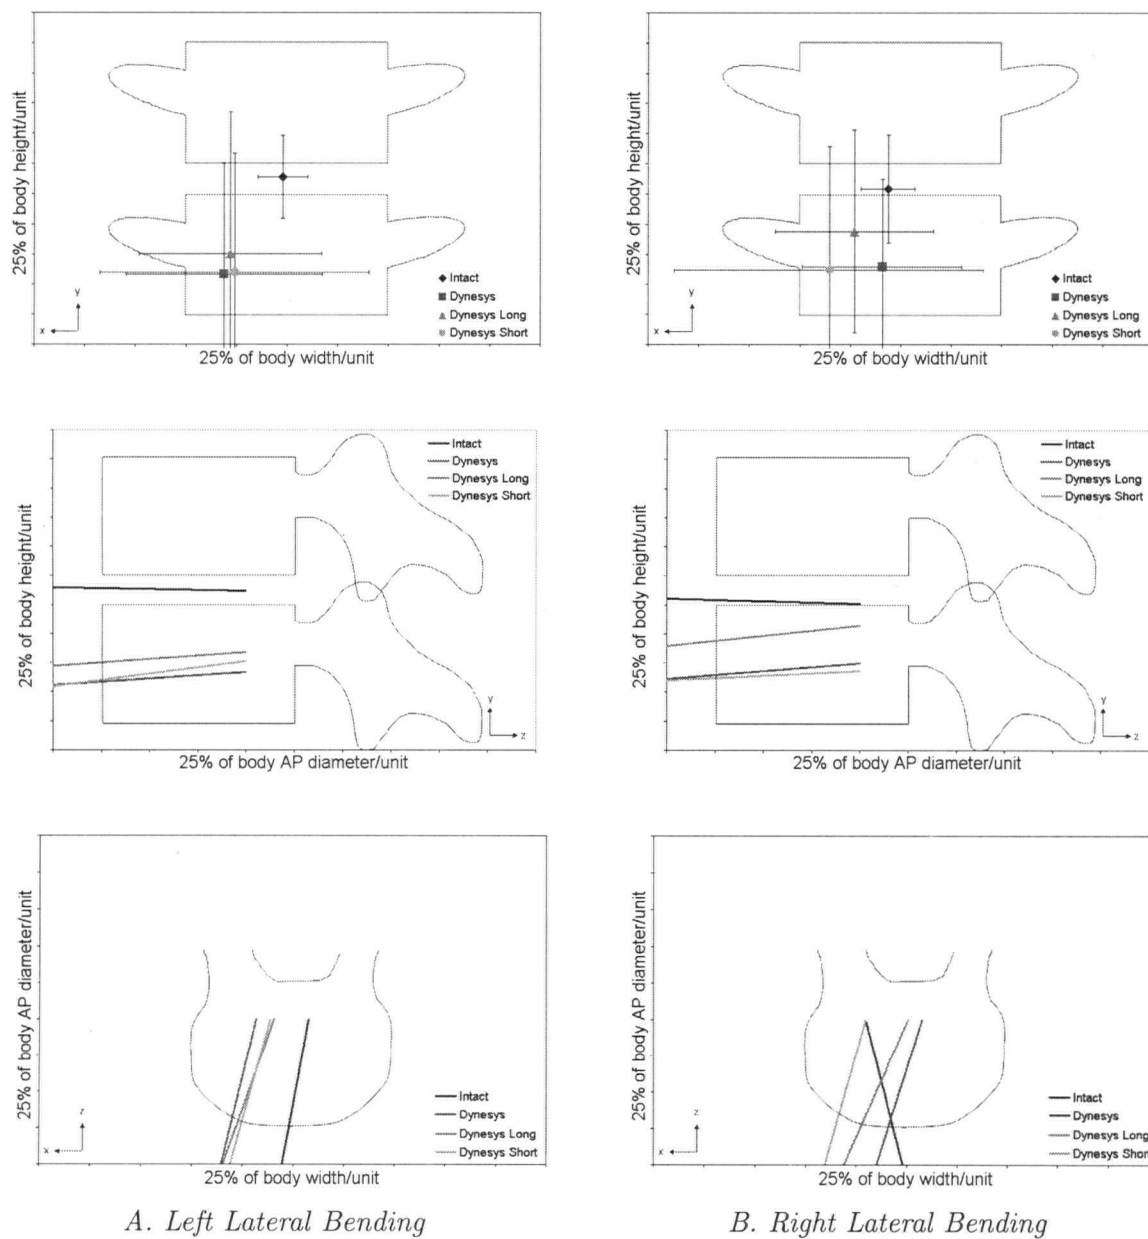 25% of body height/unit
Intact
Dynesys
Dynesys Long
Dynesys Short
y
x
25% of body width/unit
25% of body height/unit
Intact
Dynesys
Dynesys Long
Dynesys Short
y
x
25% of body width/unit
25% of body height/unit
Intact
Dynesys
Dynesys Long
Dynesys Short
y
z
25% of body AP diameter/unit
25% of body height/unit
Intact
Dynesys
Dynesys Long
Dynesys Short
y
z
25% of body AP diameter/unit
25% of body AP diameter/unit
Intact
Dynesys
Dynesys Long
Dynesys Short
z
x
25% of body width/unit
25% of body AP diameter/unit
Intact
Dynesys
Dynesys Long
Dynesys Short
z
x
25% of body width/unit
A. Left Lateral Bending
B. Right Lateral Bending